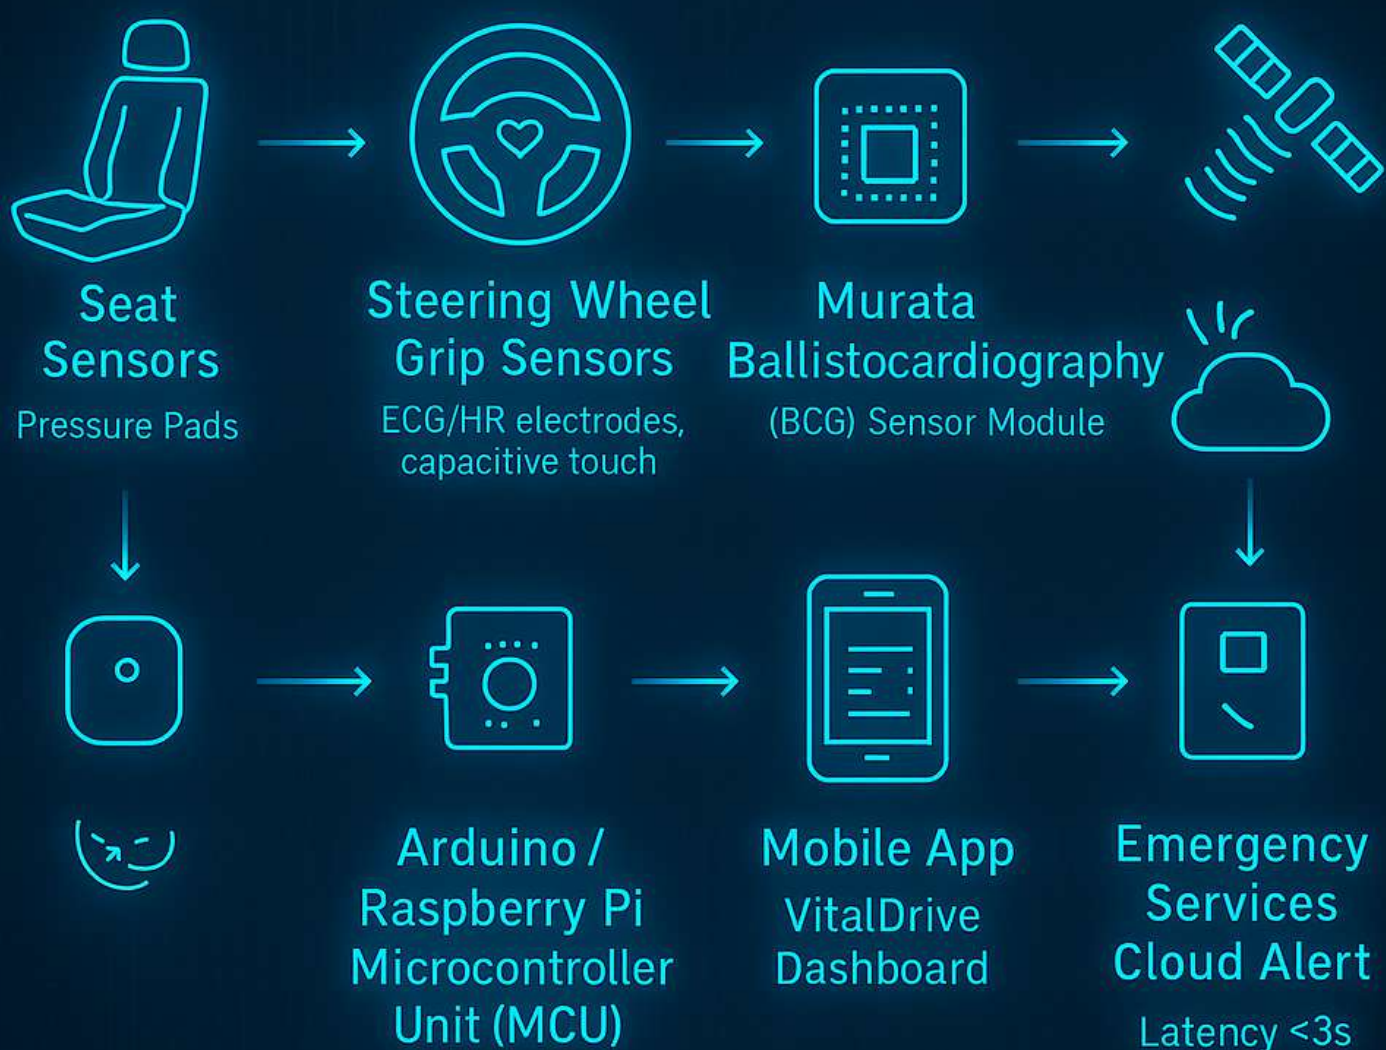 Seat
Sensors
Pressure Pads
Steering Wheel
Grip Sensors
ECG/HR electrodes,
capacitive touch
Murata
Ballistocardiography
(BCG) Sensor Module
Arduino /
Raspberry Pi
Microcontroller
Unit (MCU)
Mobile App
VitalDrive
Dashboard
Emergency
Services
Cloud Alert
Latency <3s